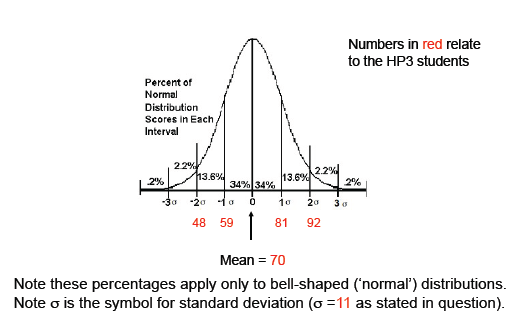 Numbers in red relate
to the HP3 students
Percent of
Normal
Distribution
Scores in Each
Interval
.2% 2.2% 13.6% 34% 34% 13.6% 2.2% .2%
-3σ -2σ -1σ 0 1σ 2σ 3σ
48 59 81 92
Mean = 70
Note these percentages apply only to bell-shaped (‘normal’) distributions.
Note σ is the symbol for standard deviation (σ =11 as stated in question).